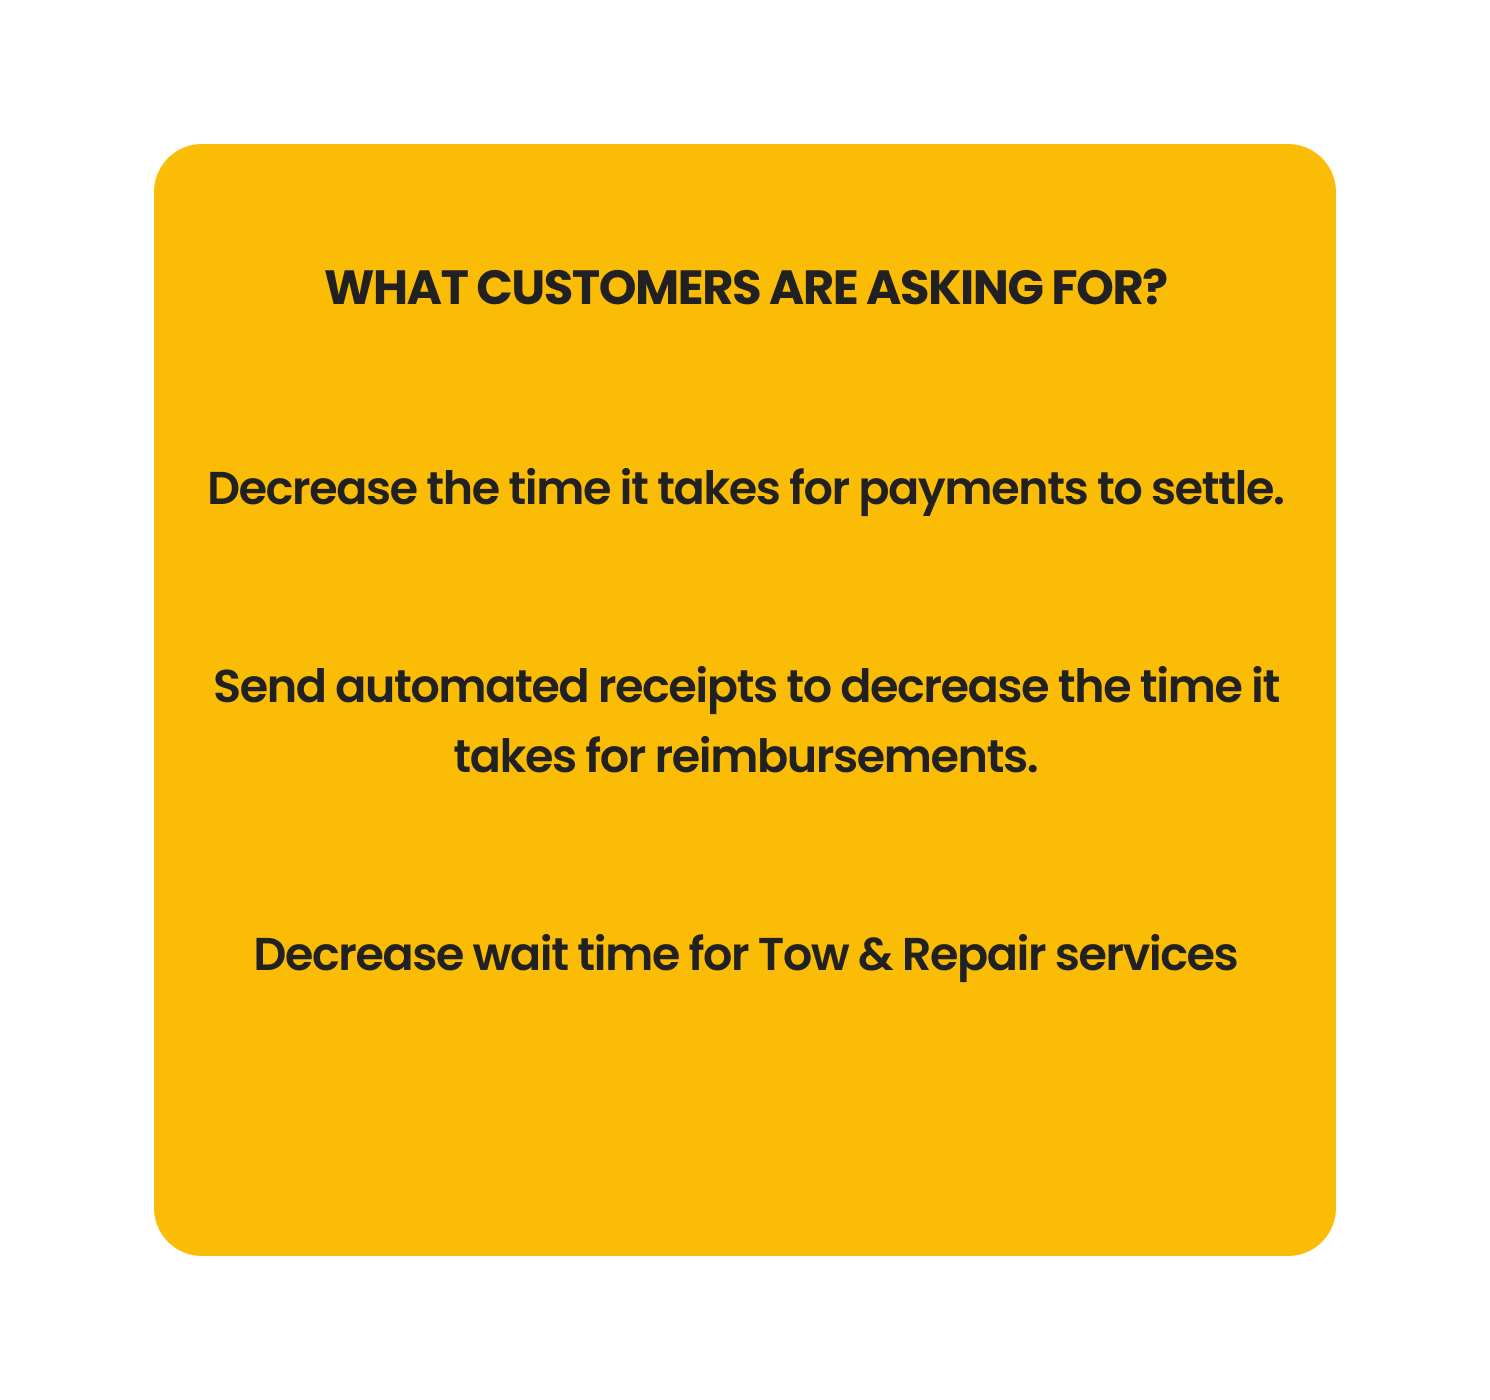 WHAT CUSTOMERS ARE ASKING FOR?
Decrease the time it takes for payments to settle.
Send automated receipts to decrease the time it
takes for reimbursements.
Decrease wait time for Tow & Repair services